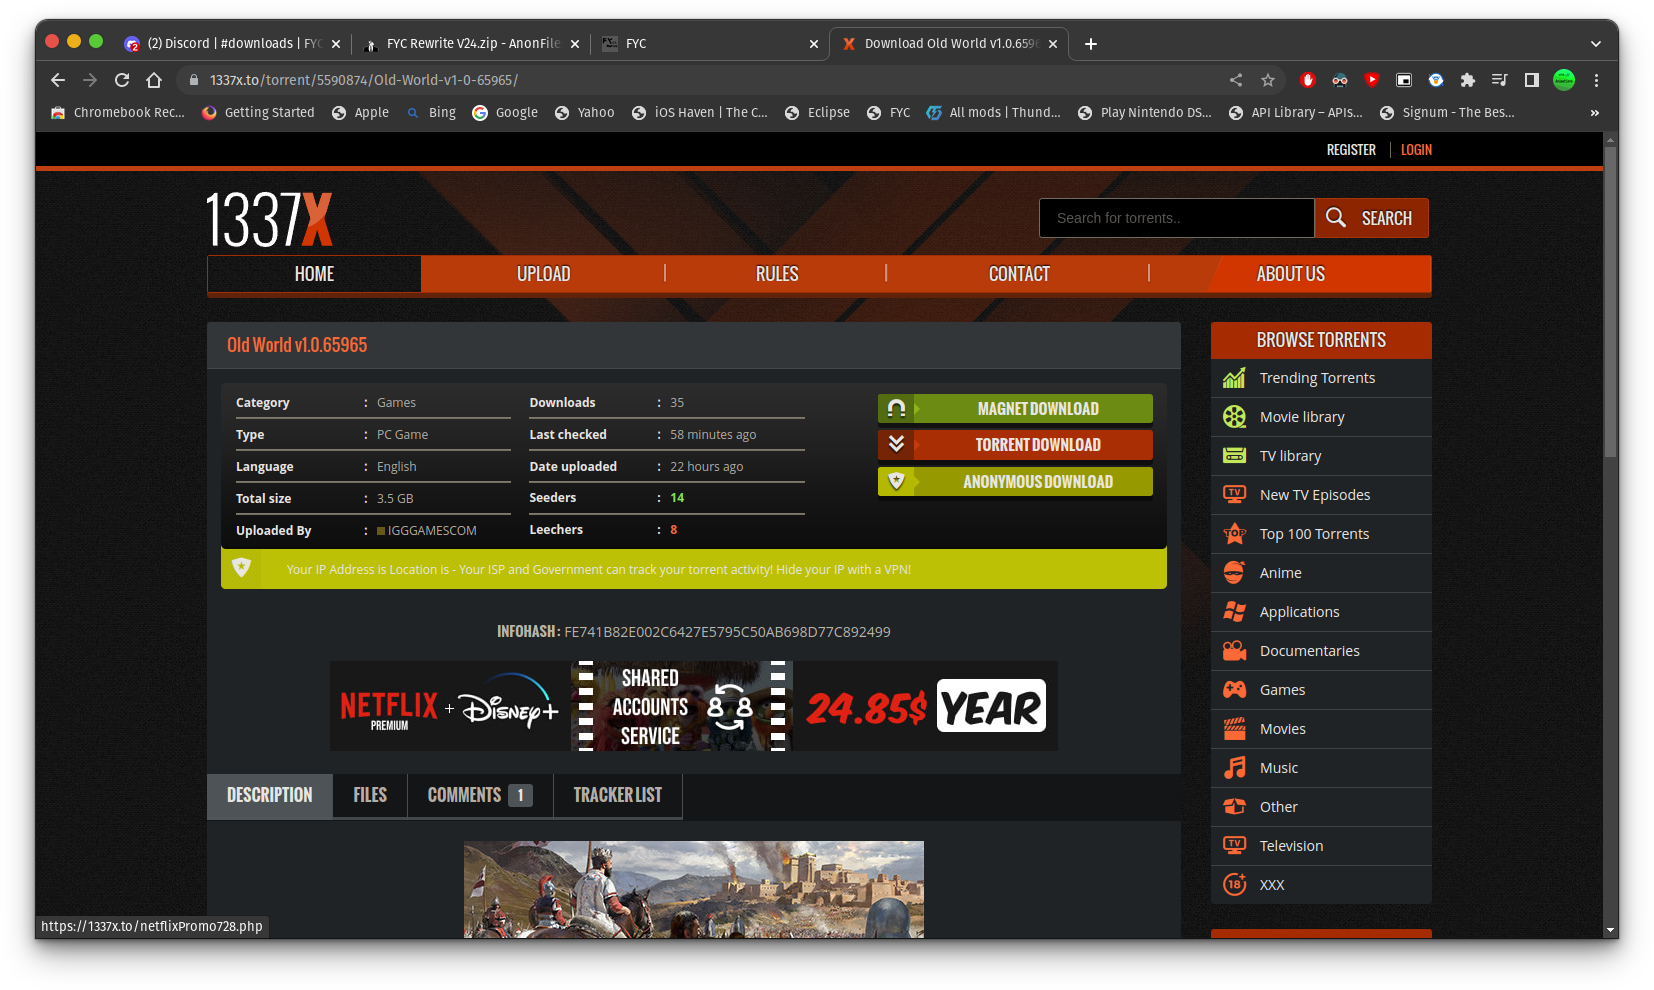 (2) Discord | #downloads | FYC
FYC Rewrite V24.zip - AnonFile
FYC
Download Old World v1.0.6596
1337x.to/torrent/5590874/Old-World-v1-0-65965/
Chromebook Rec...
Getting Started
Apple
Bing
Google
Yahoo
iOS Haven | The C...
Eclipse
FYC
All mods | Thund...
Play Nintendo DS...
API Library – APIs...
Signum - The Bes...
»
REGISTER
LOGIN
1337X
Search for torrents..
SEARCH
HOME
UPLOAD
RULES
CONTACT
ABOUT US
Old World v1.0.65965
Category : Games
Type : PC Game
Language : English
Total size : 3.5 GB
Uploaded By : IGGGAMESCOM
Downloads : 35
Last checked : 58 minutes ago
Date uploaded : 22 hours ago
Seeders : 14
Leechers : 8
MAGNET DOWNLOAD
TORRENT DOWNLOAD
ANONYMOUS DOWNLOAD
Your IP Address is Location is - Your ISP and Government can track your torrent activity! Hide your IP with a VPN!
INFOHASH : FE741B82E002C6427E5795C50AB698D77C892499
NETFLIX
PREMIUM
+
Disney+
SHARED
ACCOUNTS
SERVICE
24.85$ YEAR
DESCRIPTION
FILES
COMMENTS 1
TRACKER LIST
BROWSE TORRENTS
Trending Torrents
Movie library
TV library
TV
New TV Episodes
TOP
Top 100 Torrents
Anime
Applications
Documentaries
Games
Movies
Music
Other
TV
Television
18+
XXX
https://1337x.to/netflixPromo728.php